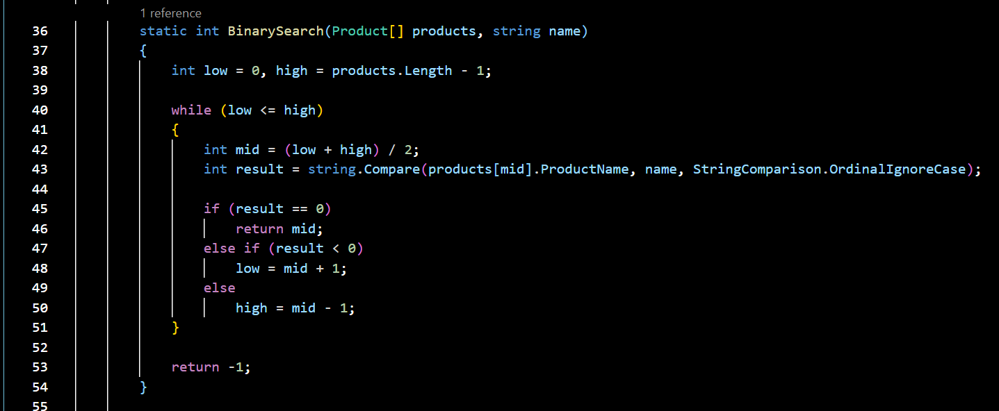 1 reference
36 static int BinarySearch(Product[] products, string name)
37 {
38 int low = 0, high = products.Length - 1;
39
40 while (low <= high)
41 {
42 int mid = (low + high) / 2;
43 int result = string.Compare(products[mid].ProductName, name, StringComparison.OrdinalIgnoreCase);
44
45 if (result == 0)
46 return mid;
47 else if (result < 0)
48 low = mid + 1;
49 else
50 high = mid - 1;
51 }
52
53 return -1;
54 }
55